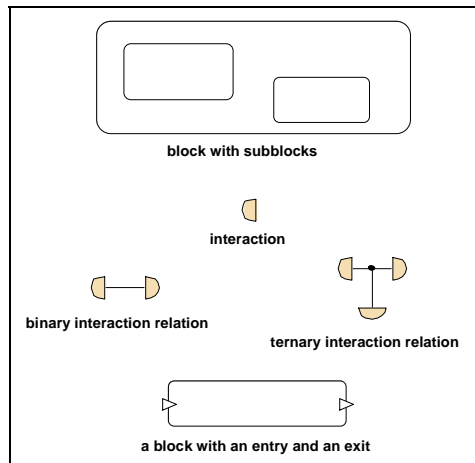 block with subblocks
interaction
binary interaction relation
ternary interaction relation
a block with an entry and an exit